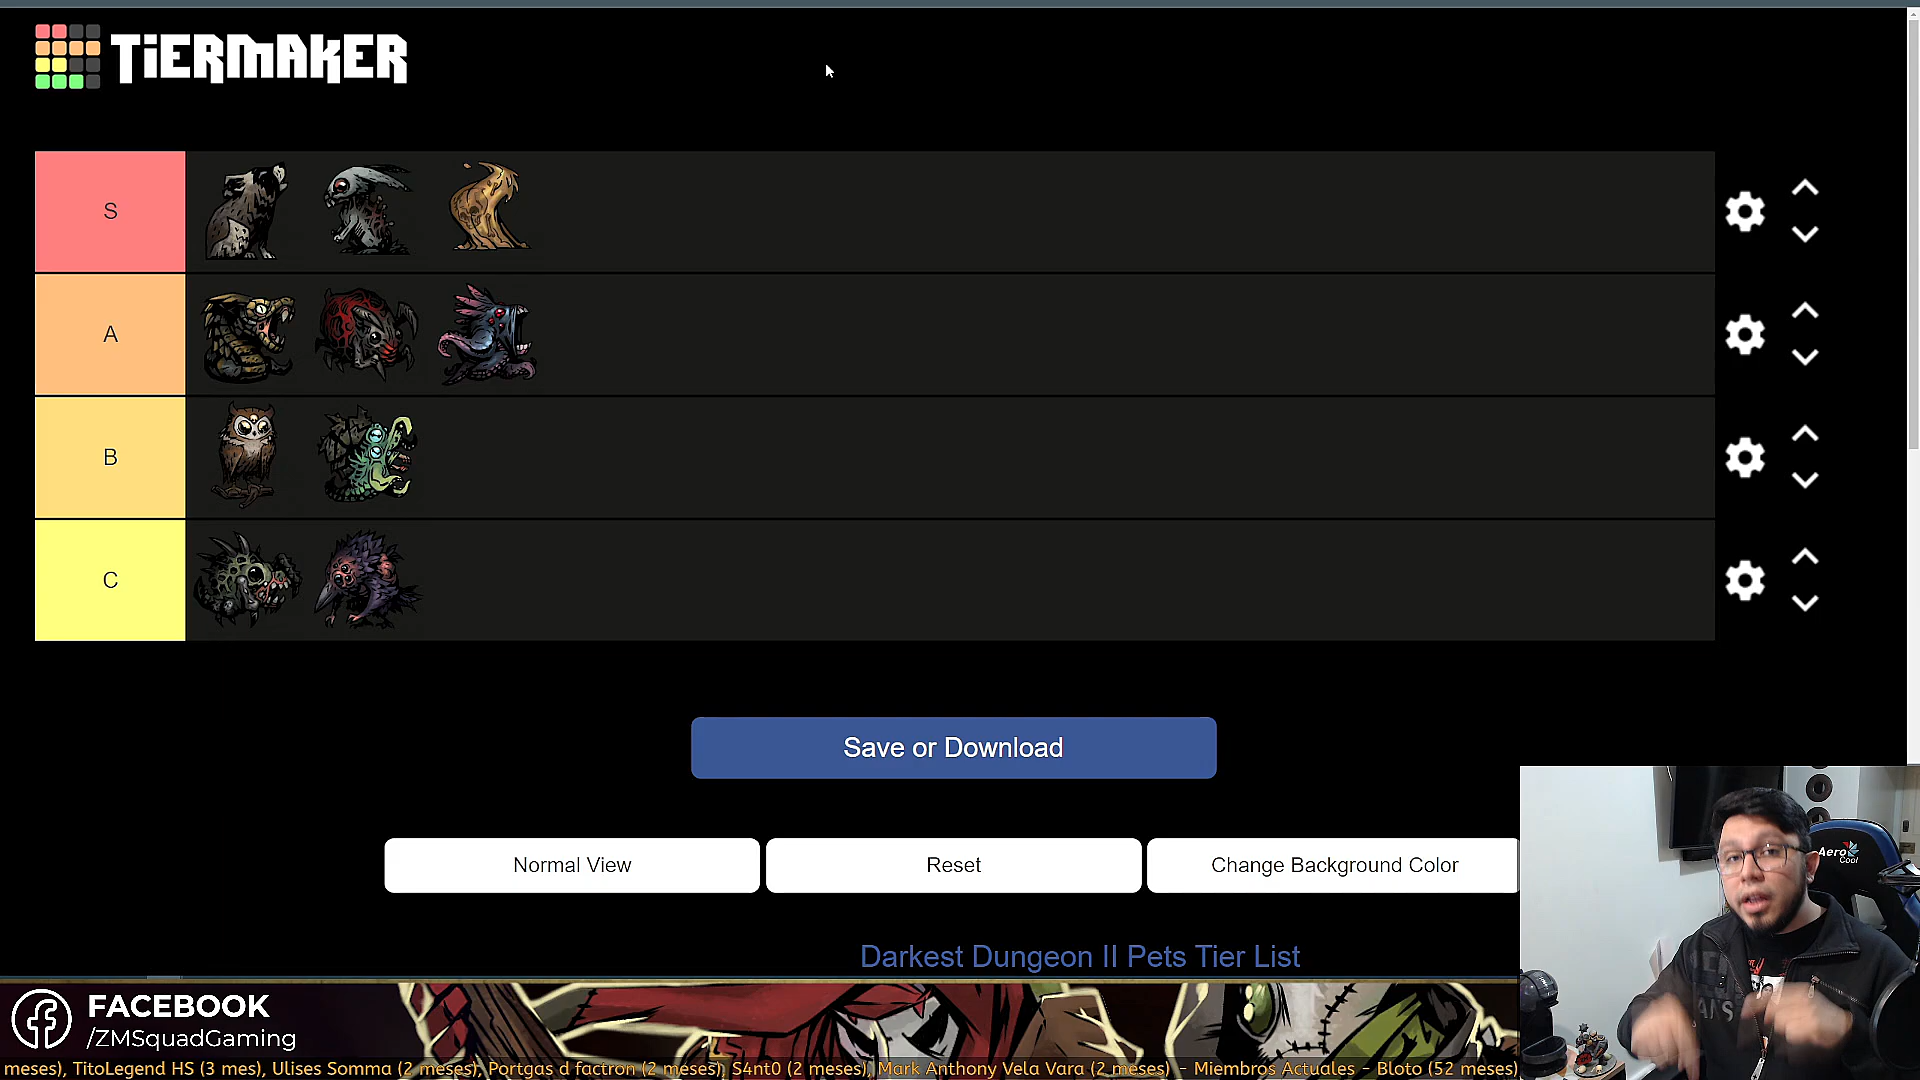 TiERMAKER
S
A
B
C
Save or Download
Normal View
Reset
Change Background Color
Darkest Dungeon II Pets Tier List
FACEBOOK
/ZMSquadGaming
meses), TitoLegend HS (3 mes), Ulises Somma (2 meses), Portgas d factron (2 meses), S4nt0 (2 meses), Mark Anthony Vela Vara (2 meses) - Miembros Actuales - Bloto (52 meses)
Aero
Cool